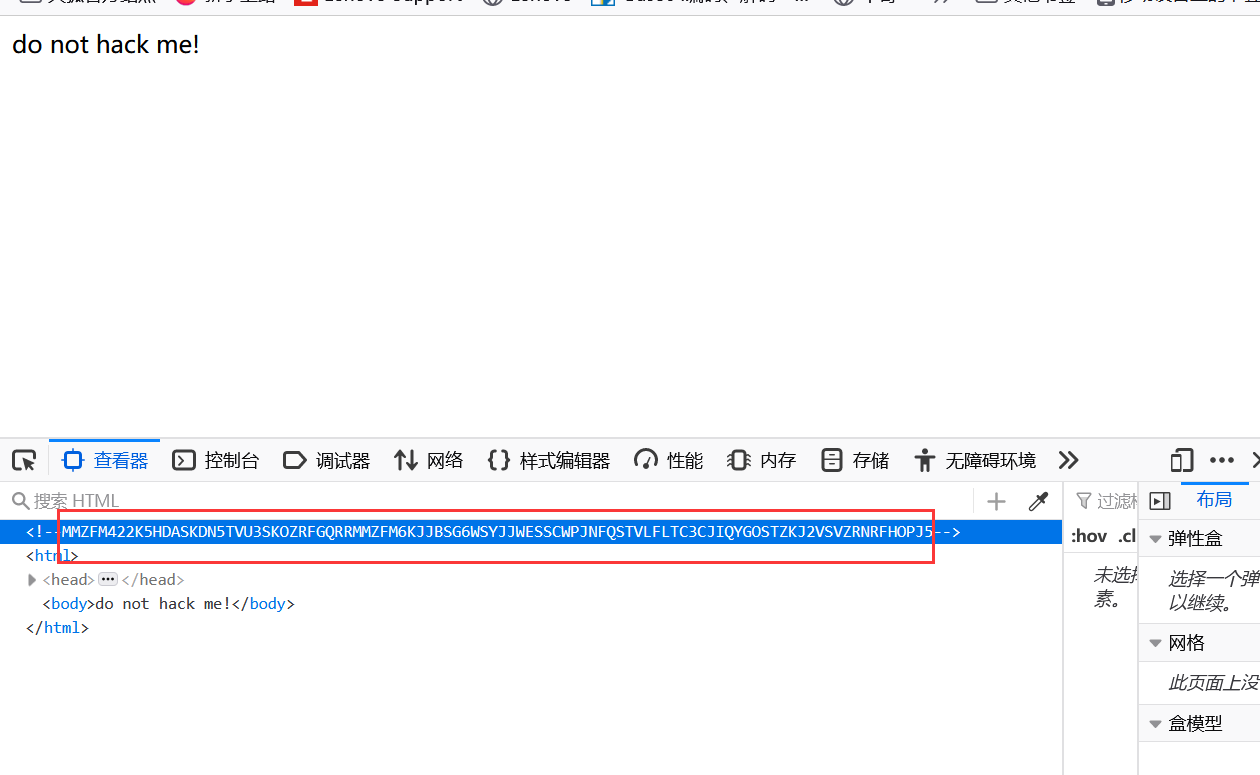 Lenovo Support
do not hack me!
查看器 控制台 调试器 网络 样式编辑器 性能 内存 存储 无障碍环境
搜索 HTML 过滤 布局
<!--MMZFM422K5HDASKDN5TVU3SKOZRFGQRRMMZFM6KJJBSG6WSYJJWESSCWPJNFQSTVLFLTC3CJIQYGOSTZKJ2VSVZRNRFHOPJ5-->
:hov .cl
弹性盒
<html>
<head> </head>
未选择
选择一个弹
<body>do not hack me!</body>
素。
以继续。
</html>
网格
此页面上没
盒模型